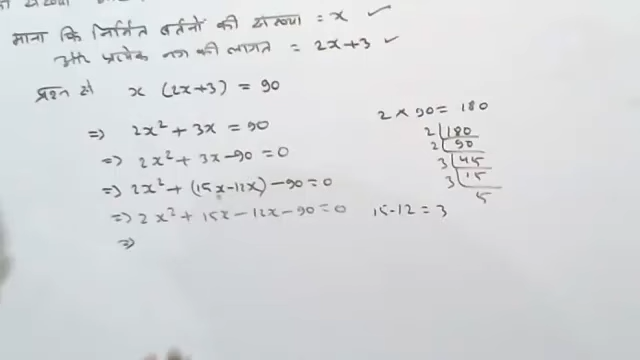 की संख्या
माना कि निर्मित बर्तनों की संख्या = x ✓
और प्रत्येक नग की लागत = 2x+3 ✓
प्रश्न से x (2x+3) = 90
⇒ 2x² + 3x = 90
⇒ 2x² + 3x-90 = 0
⇒ 2x² + (15x-12x) - 90 = 0
⇒ 2x² + 15x - 12x - 90 = 0
⇒
2 × 90 = 180
2 | 180
2 | 90
3 | 45
3 | 15
5
15-12 = 3